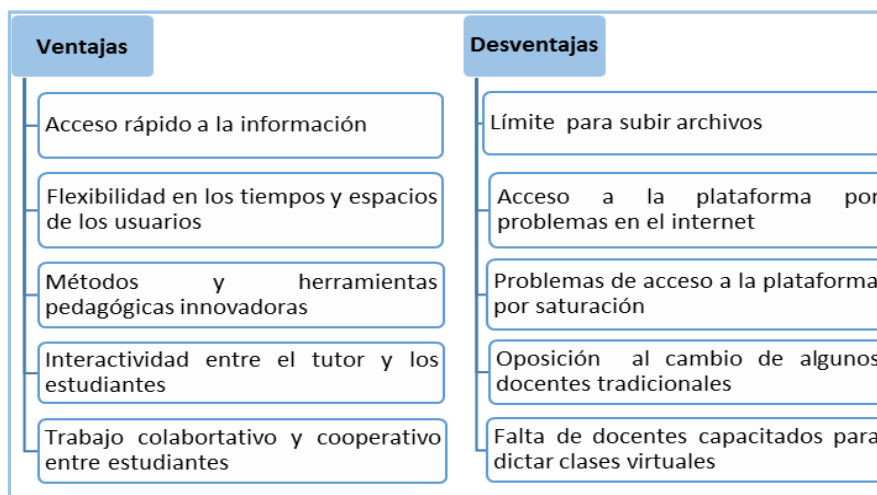 Ventajas
Acceso rápido a la información
Flexibilidad en los tiempos y espacios
de los usuarios
Métodos y herramientas
pedagógicas innovadoras
Interactividad entre el tutor y los
estudiantes
Trabajo colabortativo y cooperativo
entre estudiantes
Desventajas
Límite para subir archivos
Acceso a la plataforma por
problemas en el internet
Problemas de acceso a la plataforma
por saturación
Oposición al cambio de algunos
docentes tradicionales
Falta de docentes capacitados para
dictar clases virtuales